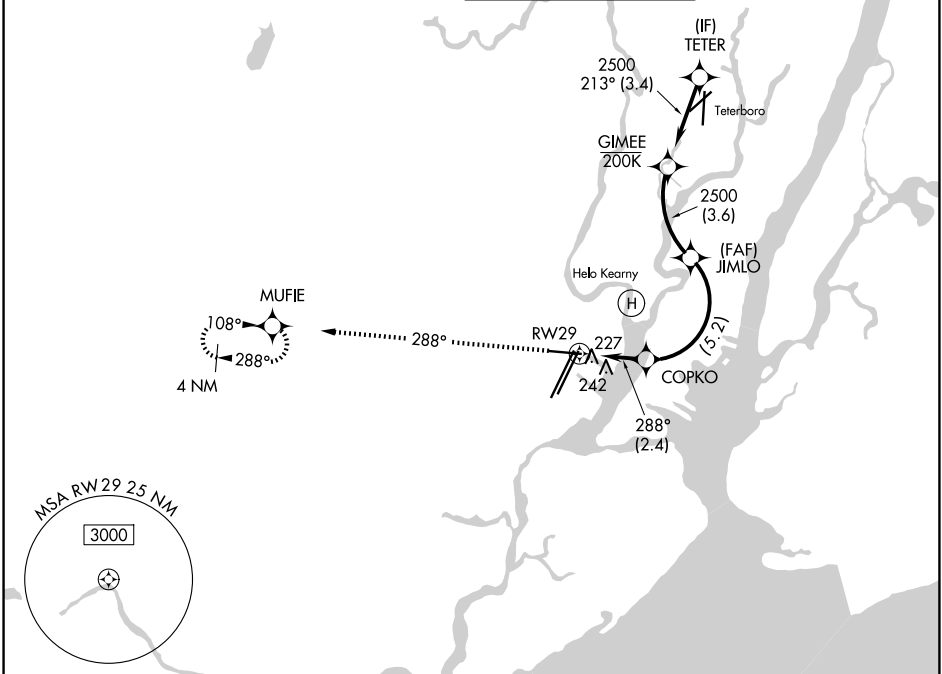 (IF)
TETER
2500
213° (3.4)
Teterboro
GIMEE
200K
2500
(3.6)
(FAF)
JIMLO
Helo Kearny
H
MUFIE
108°
288°
4 NM
288°
RW29
227
242
(5.2)
COPKO
288°
(2.4)
MSA RW29 25 NM
3000